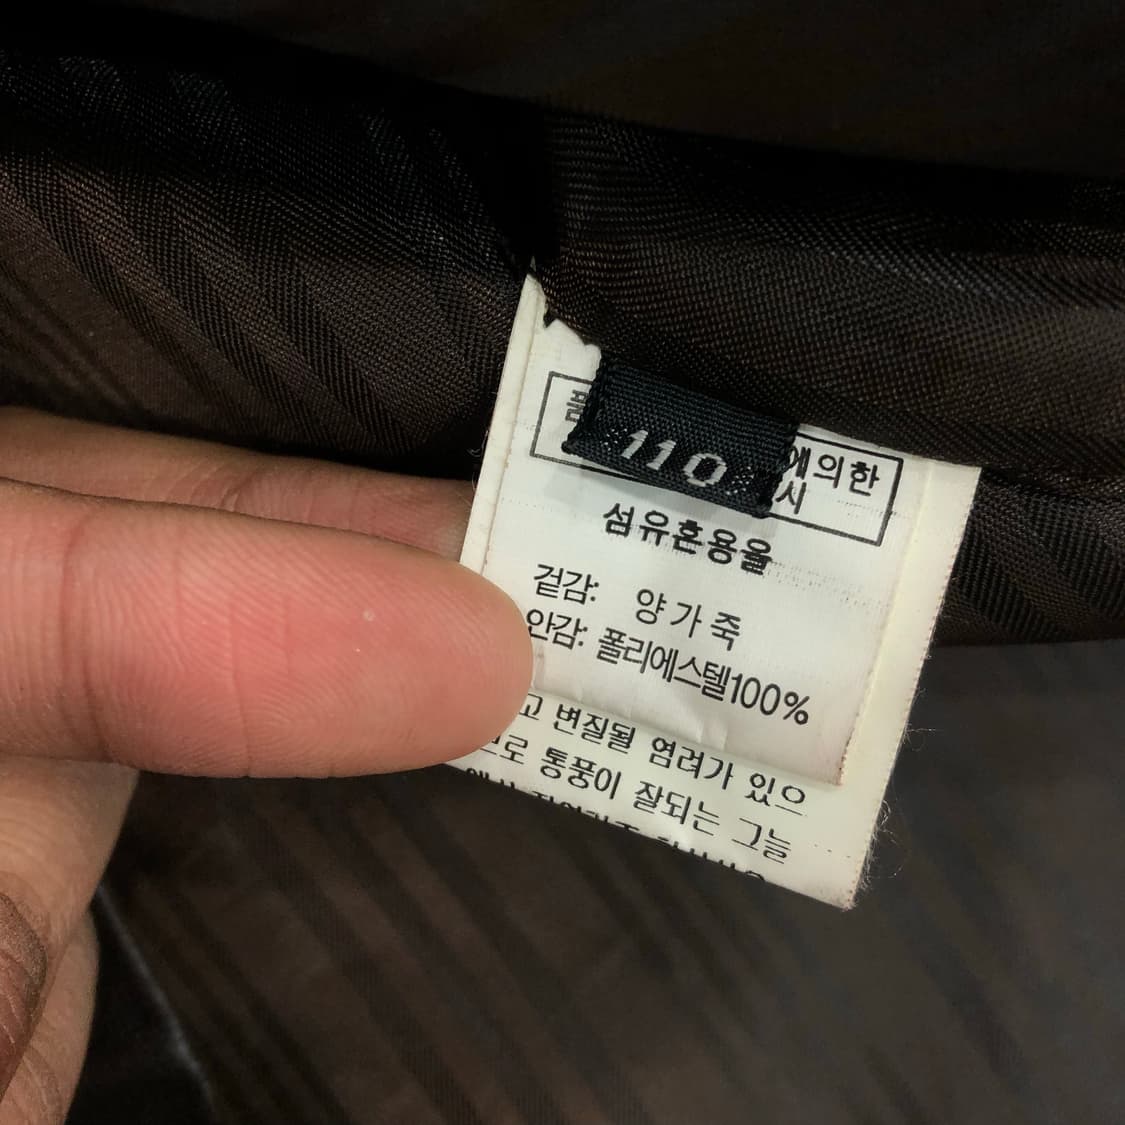 110
에의한
시
섬유혼용율
겉감: 양가죽
안감: 폴리에스텔100%
고 변질될 염려가 있으
므로 통풍이 잘되는 그늘